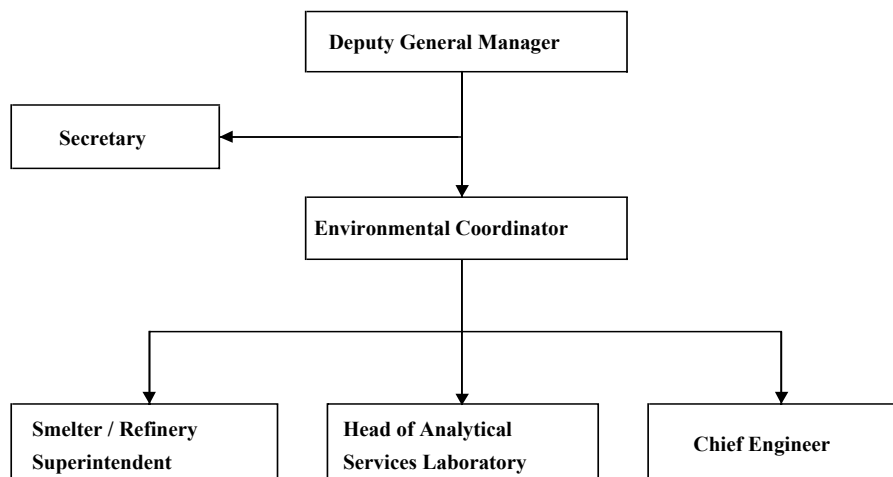 Deputy General Manager
Secretary
Environmental Coordinator
Smelter / Refinery
Superintendent
Head of Analytical
Services Laboratory
Chief Engineer